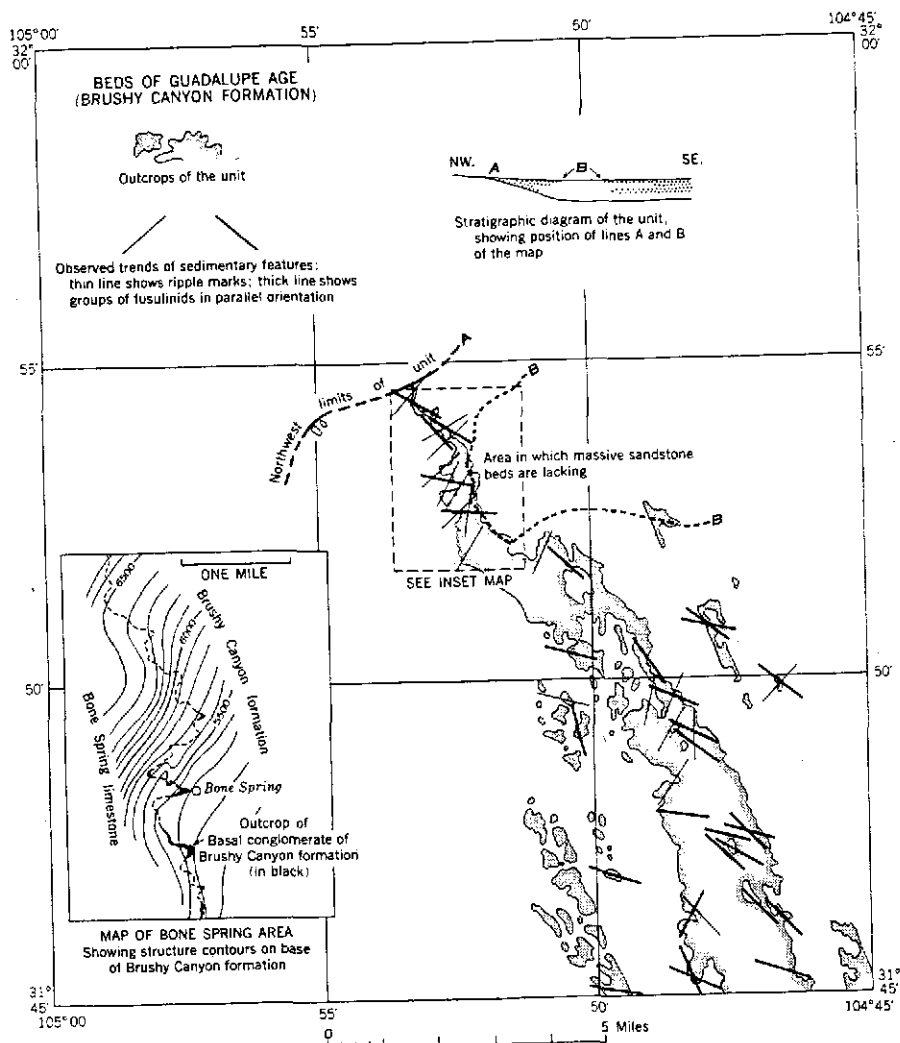 105°00'
55'
50'
104°45'
32°
00'
32°
00'
BEDS OF GUADALUPE AGE
(BRUSHY CANYON FORMATION)
Outcrops of the unit
Observed trends of sedimentary features:
thin line shows ripple marks; thick line shows
groups of fusulinids in parallel orientation
NW. A B SE.
Stratigraphic diagram of the unit,
showing position of lines A and B
of the map
55'
55'
Northwest limits of unit A
B
Area in which massive sandstone
beds are lacking
B
SEE INSET MAP
50'
50'
ONE MILE
6500
6000
5500
Brushy Canyon formation
Bone Spring limestone
Bone Spring
Outcrop of
Basal conglomerate of
Brushy Canyon formation
(in black)
MAP OF BONE SPRING AREA
Showing structure contours on base
of Brushy Canyon formation
31°
45'
31°
45'
105°00'
55'
50'
104°45'
0
5 Miles